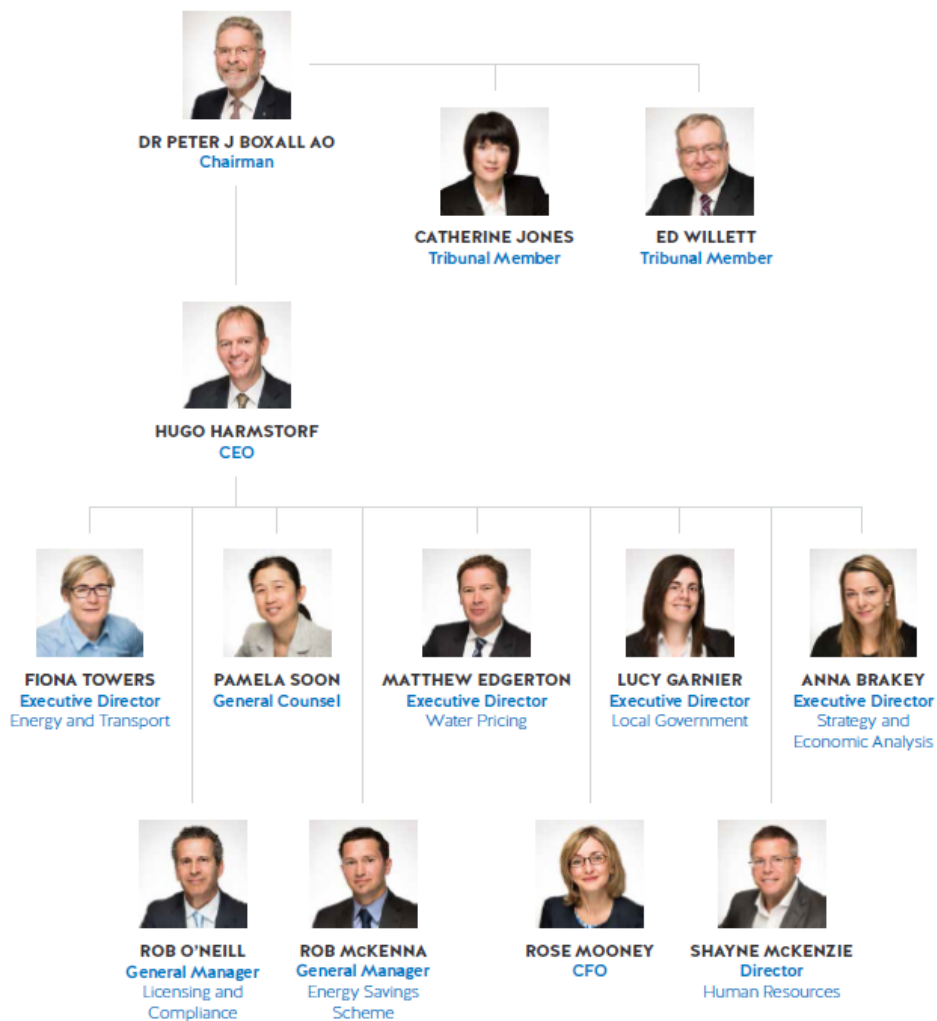 DR PETER J BOXALL AO
Chairman
CATHERINE JONES
Tribunal Member
ED WILLETT
Tribunal Member
HUGO HARMSTORF
CEO
FIONA TOWERS
Executive Director
Energy and Transport
PAMELA SOON
General Counsel
MATTHEW EDGERTON
Executive Director
Water Pricing
LUCY GARNIER
Executive Director
Local Government
ANNA BRAKEY
Executive Director
Strategy and
Economic Analysis
ROB O'NEILL
General Manager
Licensing and
Compliance
ROB McKENNA
General Manager
Energy Savings
Scheme
ROSE MOONEY
CFO
SHAYNE McKENZIE
Director
Human Resources